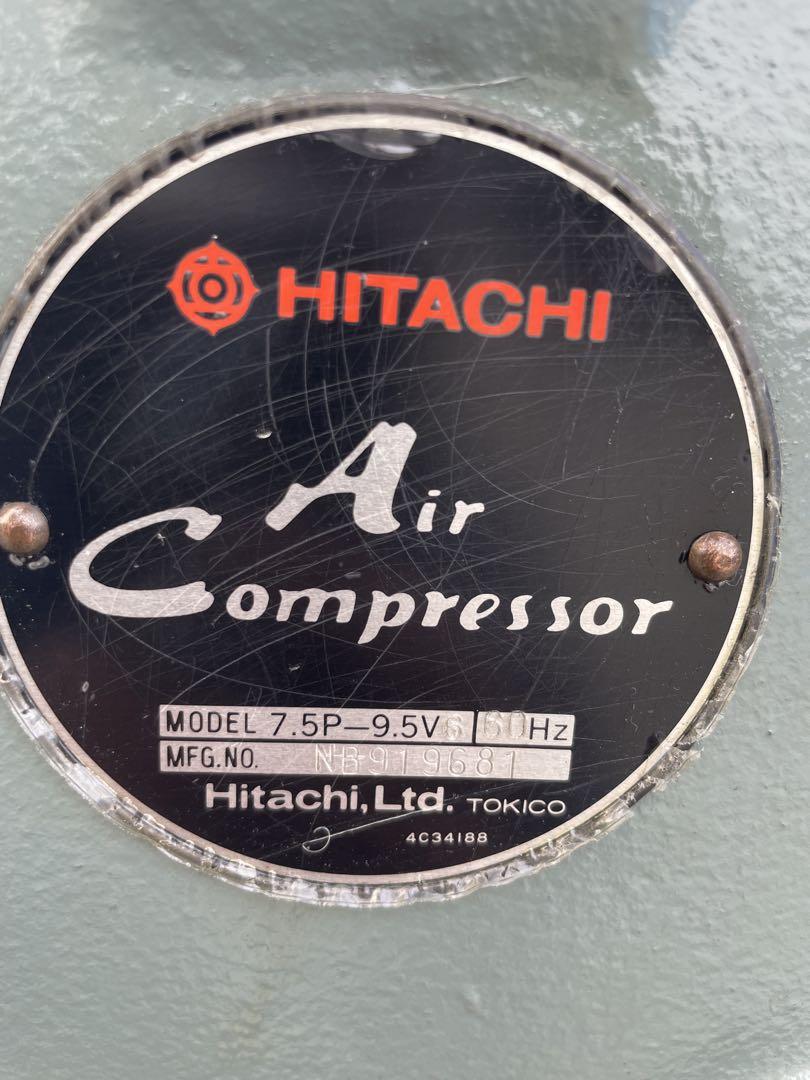 HITACHI
Air
Compressor
MODEL 7.5P-9.5V6 60Hz
MFG.NO. NB919681
Hitachi,Ltd. TOKICO
4C34188